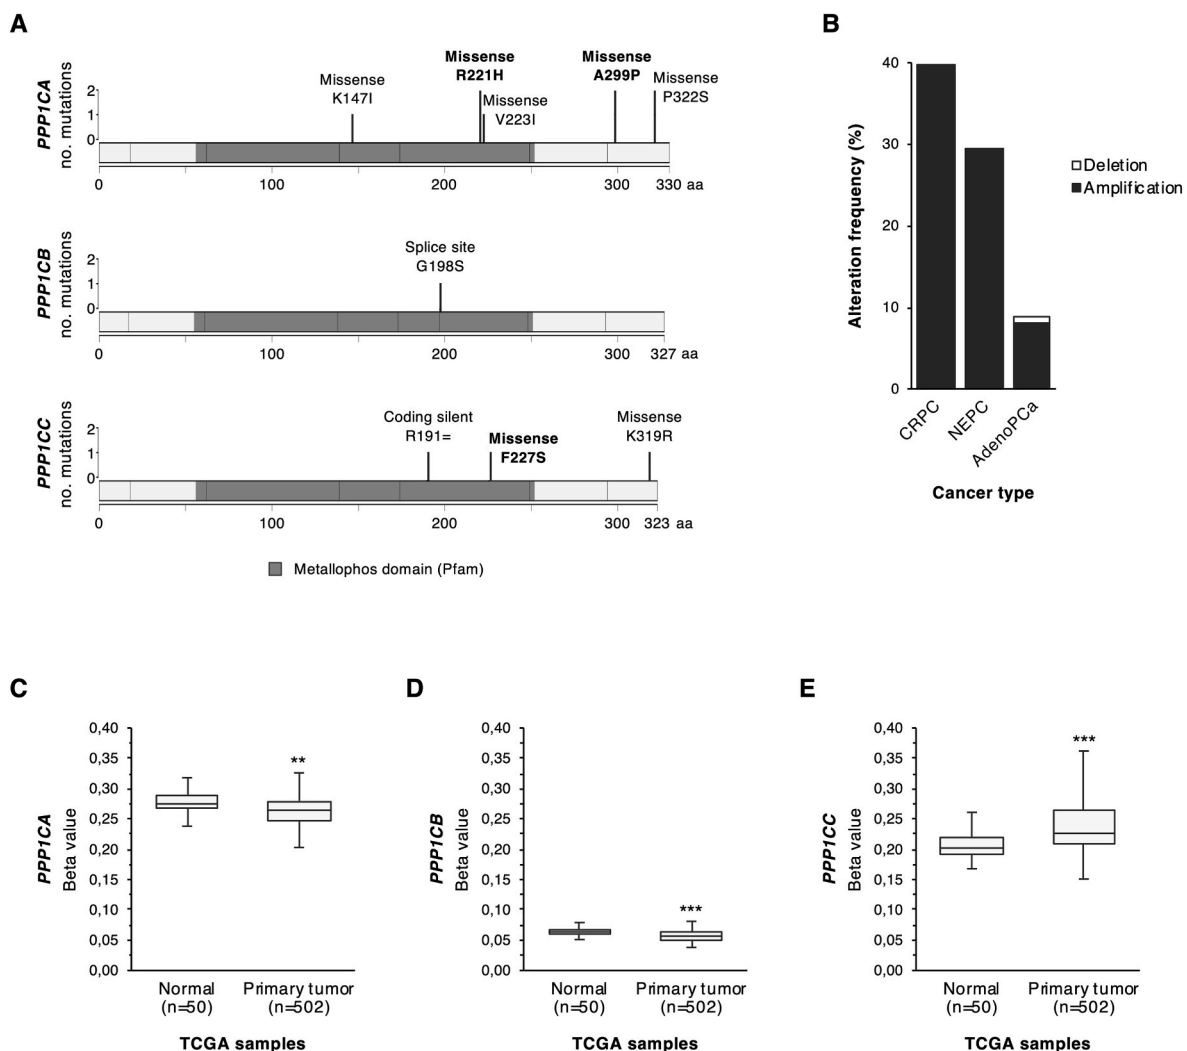 A
PPP1CA
no. mutations
2
1
0
Missense
K147I
Missense
R221H
Missense
V223I
Missense
A299P
Missense
P322S
0
100
200
300
330 aa
PPP1CB
no. mutations
2
1
0
Splice site
G198S
0
100
200
300
327 aa
PPP1CC
no. mutations
2
1
0
Coding silent
R191=
Missense
F227S
Missense
K319R
0
100
200
300
323 aa
Metallophos domain (Pfam)
B
Alteration frequency (%)
40
30
20
10
0
CRPC
NEPC
AdenoPCa
Cancer type
Deletion
Amplification
C
PPP1CA
Beta value
0,40
0,35
0,30
0,25
0,20
0,15
0,10
0,05
0,00
**
Normal
(n=50)
Primary tumor
(n=502)
TCGA samples
D
PPP1CB
Beta value
0,40
0,35
0,30
0,25
0,20
0,15
0,10
0,05
0,00
***
Normal
(n=50)
Primary tumor
(n=502)
TCGA samples
E
PPP1CC
Beta value
0,40
0,35
0,30
0,25
0,20
0,15
0,10
0,05
0,00
***
Normal
(n=50)
Primary tumor
(n=502)
TCGA samples